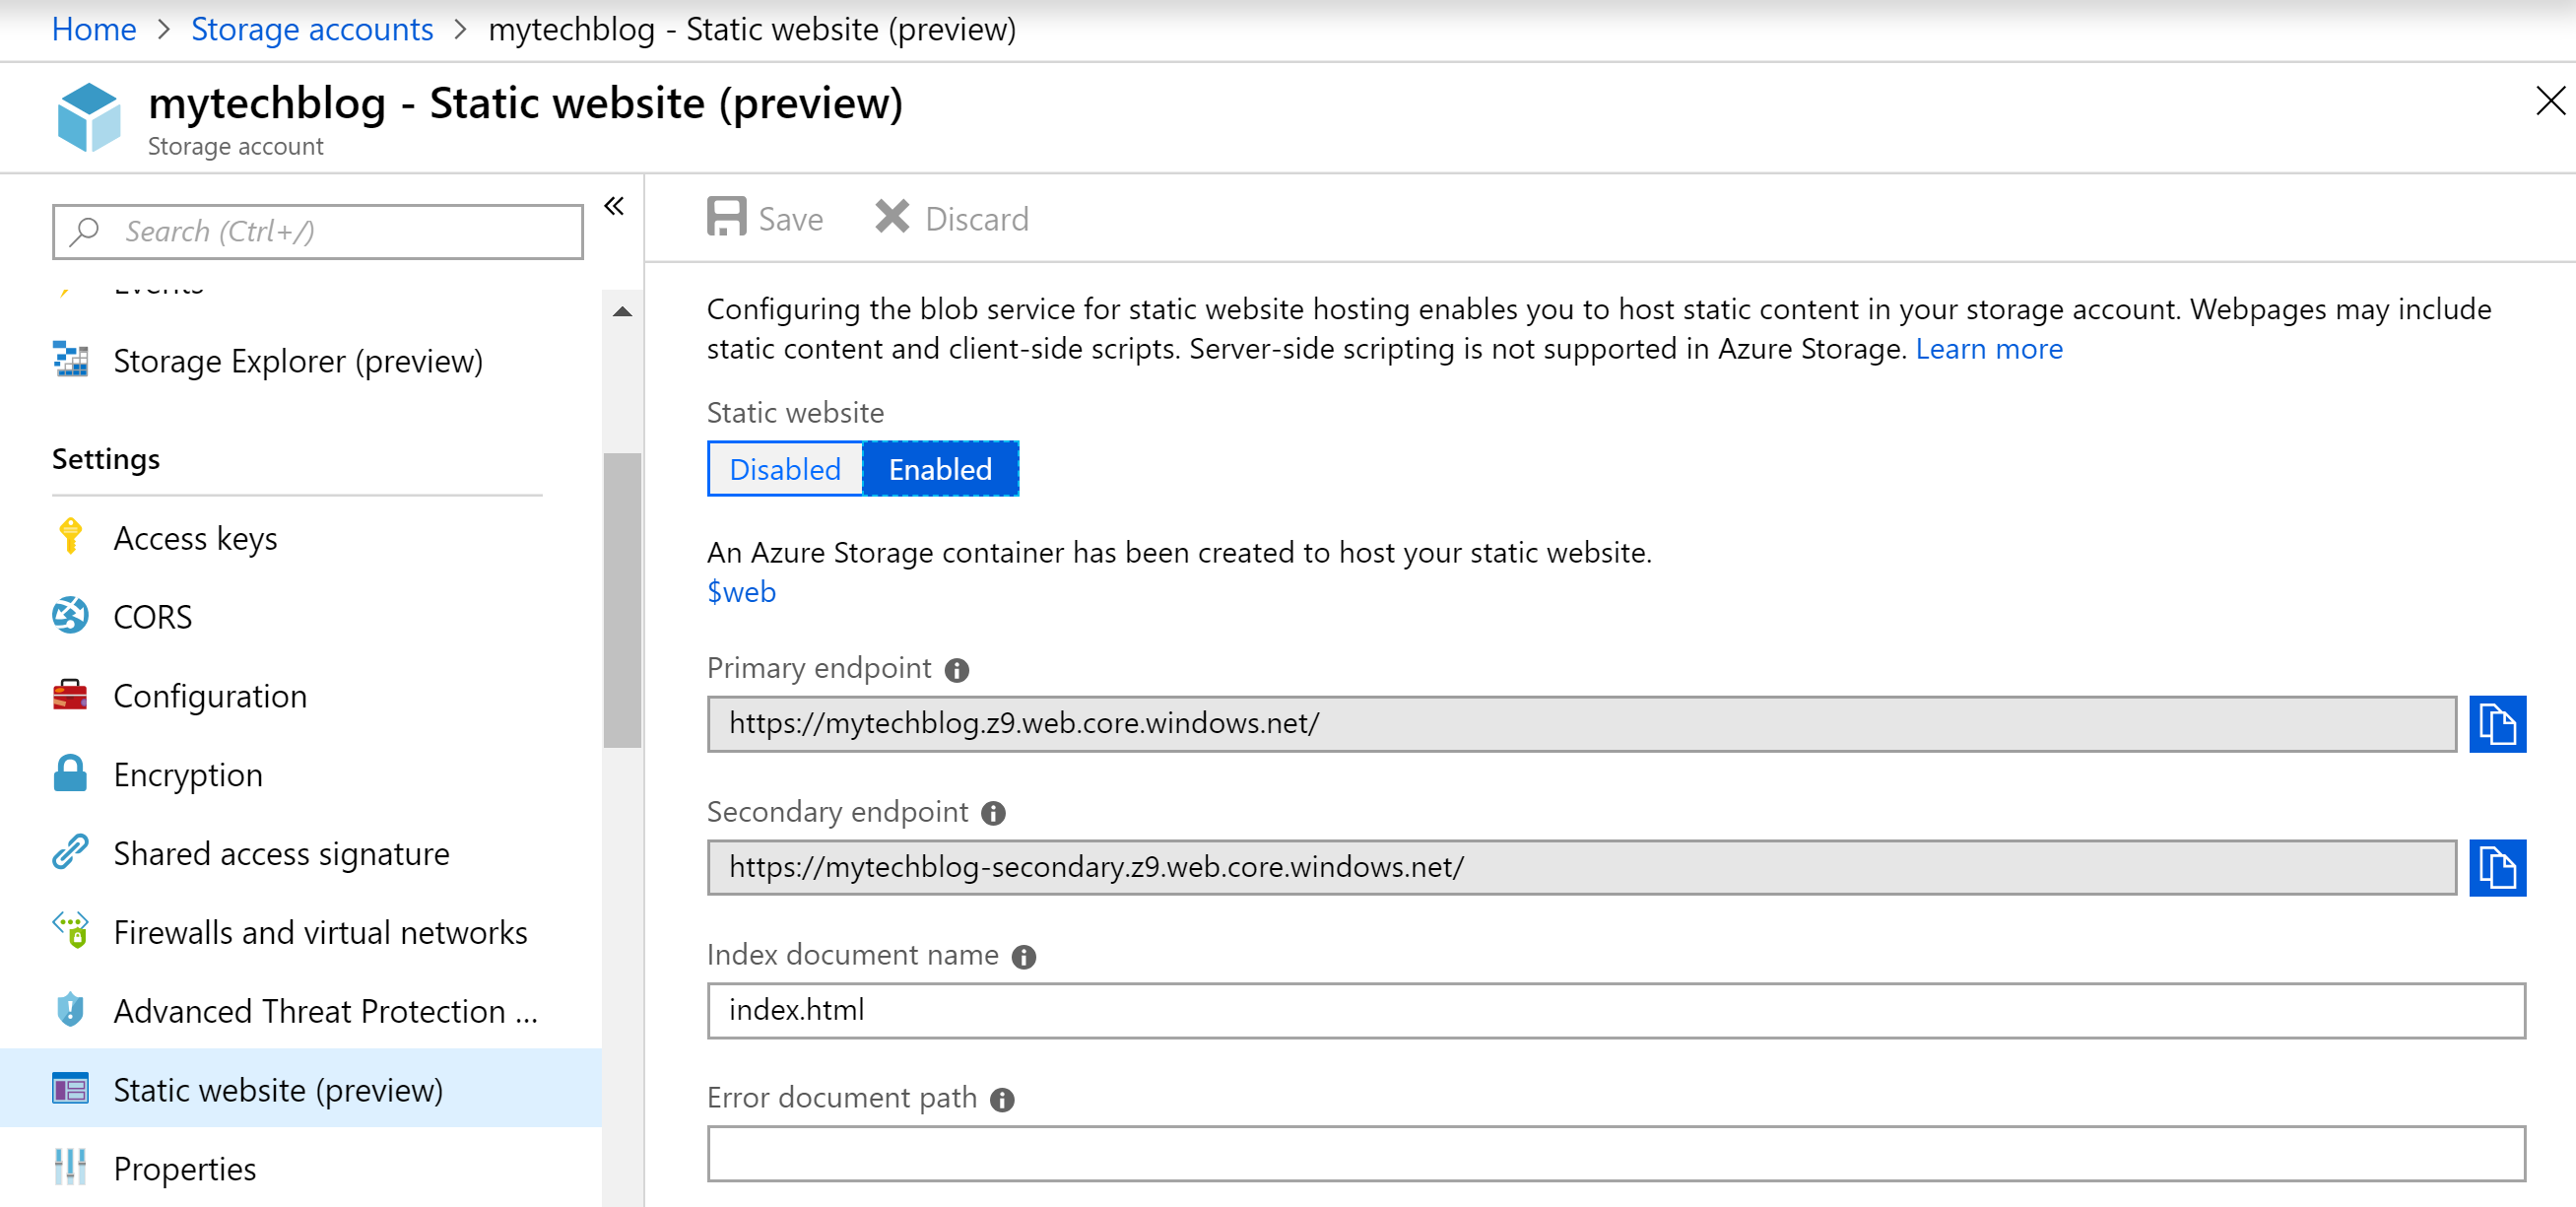 Home > Storage accounts > mytechblog - Static website (preview)
mytechblog - Static website (preview)
Storage account
Search (Ctrl+/)
Events
Storage Explorer (preview)
Settings
Access keys
CORS
Configuration
Encryption
Shared access signature
Firewalls and virtual networks
Advanced Threat Protection ...
Static website (preview)
Properties
Save Discard
Configuring the blob service for static website hosting enables you to host static content in your storage account. Webpages may include
static content and client-side scripts. Server-side scripting is not supported in Azure Storage. Learn more
Static website
Disabled Enabled
An Azure Storage container has been created to host your static website.
$web
Primary endpoint
https://mytechblog.z9.web.core.windows.net/
Secondary endpoint
https://mytechblog-secondary.z9.web.core.windows.net/
Index document name
index.html
Error document path